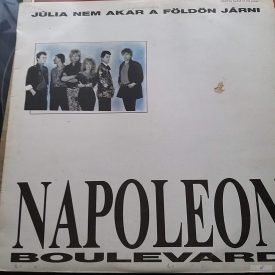 JÚLIA NEM AKAR A FÖLDÖN JÁRNI
NAPOLEON
BOULEVARD